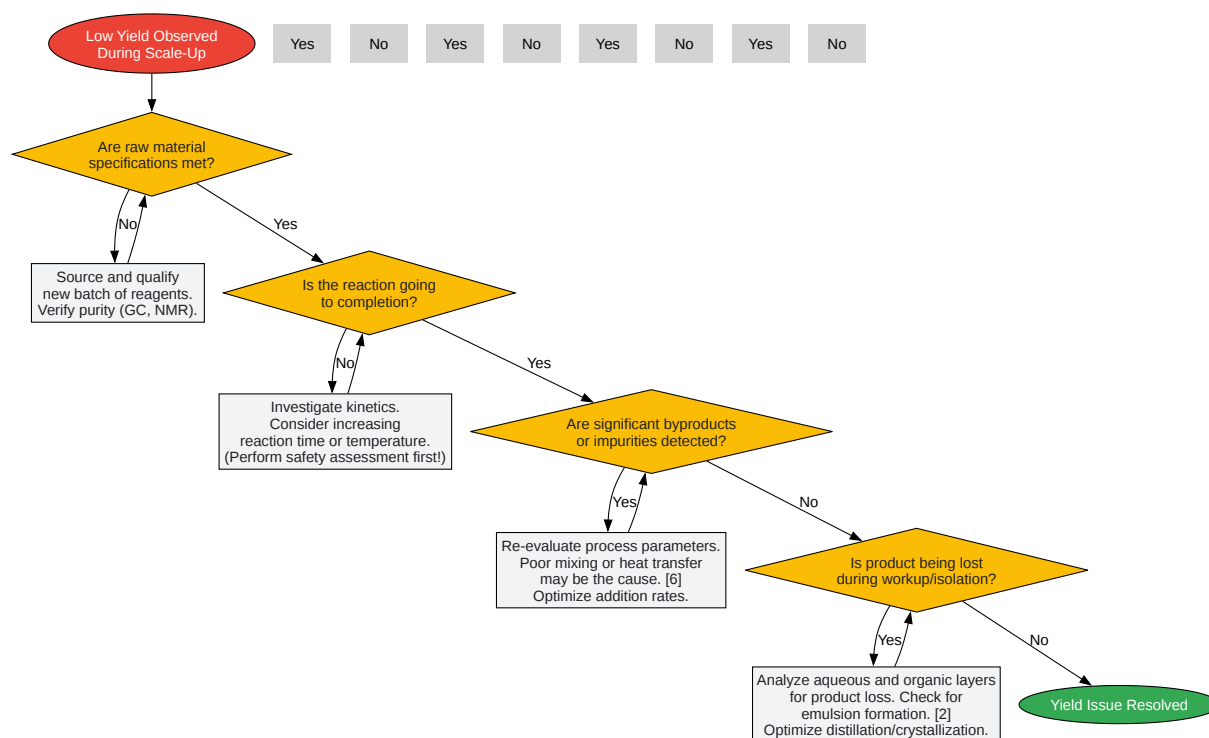 Low Yield Observed
During Scale-Up
Yes
No
Yes
No
Yes
No
Yes
No
Are raw material
specifications met?
No
Yes
Source and qualify
new batch of reagents.
Verify purity (GC, NMR).
Is the reaction going
to completion?
No
Yes
Investigate kinetics.
Consider increasing
reaction time or temperature.
(Perform safety assessment first!)
Are significant byproducts
or impurities detected?
Yes
No
Re-evaluate process parameters.
Poor mixing or heat transfer
may be the cause. [6]
Optimize addition rates.
Is product being lost
during workup/isolation?
Yes
No
Analyze aqueous and organic layers
for product loss. Check for
emulsion formation. [2]
Optimize distillation/crystallization.
Yield Issue Resolved